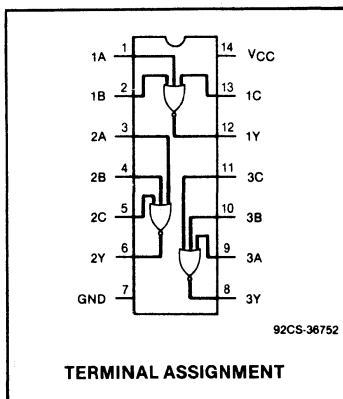 1A 1 14 VCC
1B 2 13 1C
2A 3 12 1Y
2B 4 11 3C
2C 5 10 3B
2Y 6 9 3A
GND 7 8 3Y
92CS-36752
TERMINAL ASSIGNMENT